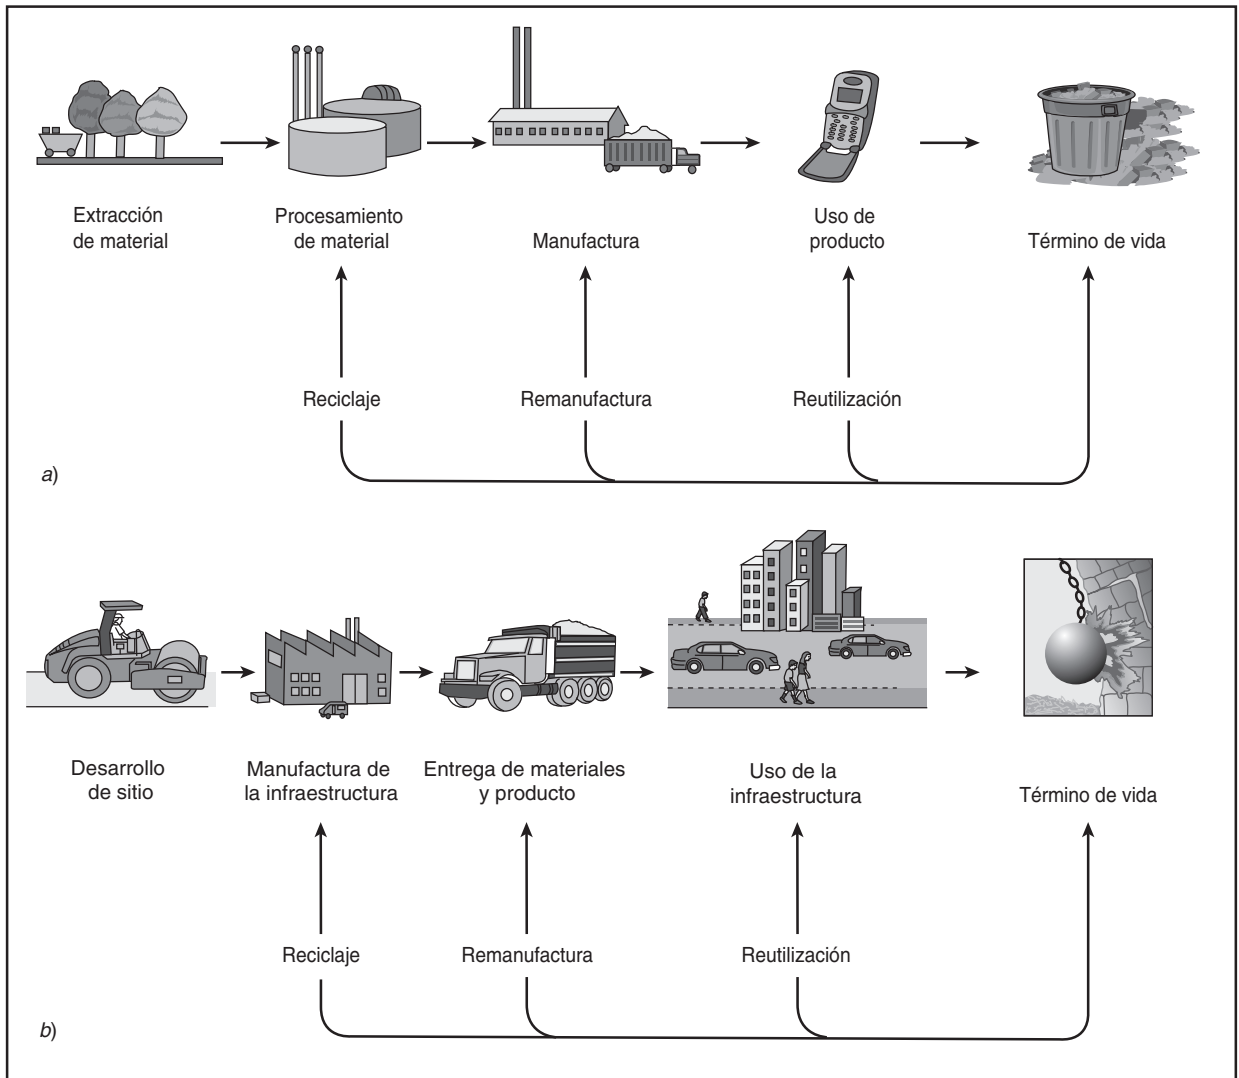 Extracción
de material
Procesamiento
de material
Manufactura
Uso de
producto
Término de vida
Reciclaje
Remanufactura
Reutilización
a)
Desarrollo
de sitio
Manufactura de
la infraestructura
Entrega de materiales
y producto
Uso de la
infraestructura
Término de vida
Reciclaje
Remanufactura
Reutilización
b)